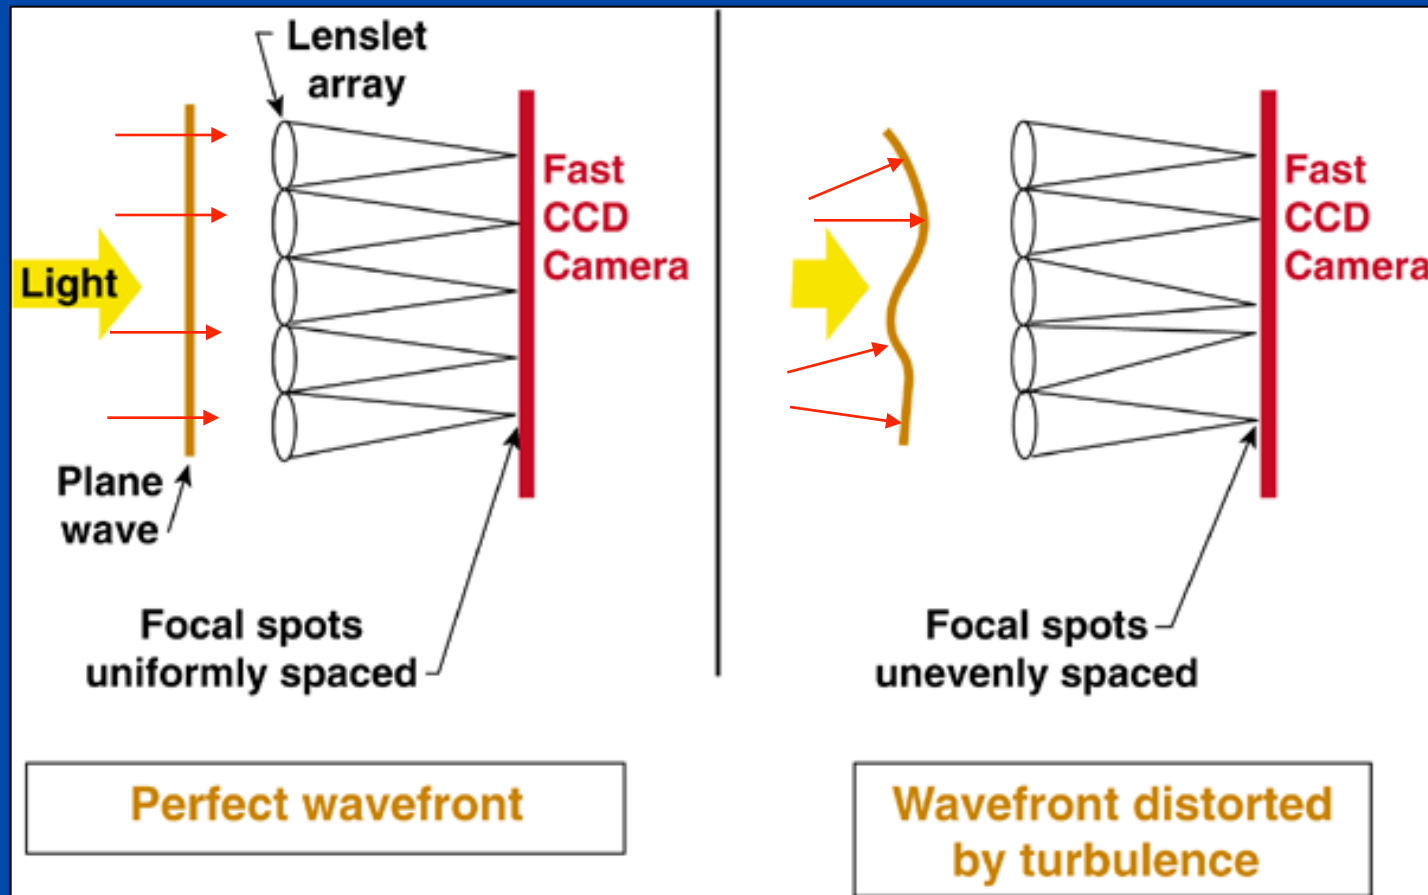 Lenslet
array
Fast
CCD
Camera
Light
Plane
wave
Focal spots
uniformly spaced
Perfect wavefront
Fast
CCD
Camera
Focal spots
unevenly spaced
Wavefront distorted
by turbulence